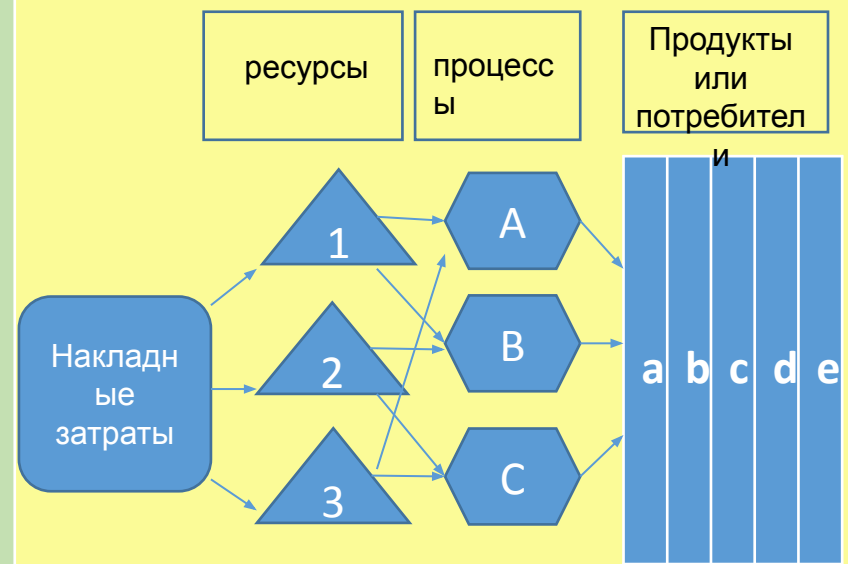 ресурсы
процесс
ы
Продукты
или
потребител
и
1
A
2
B
Накладн
ые
затраты
a b c d e
3
C